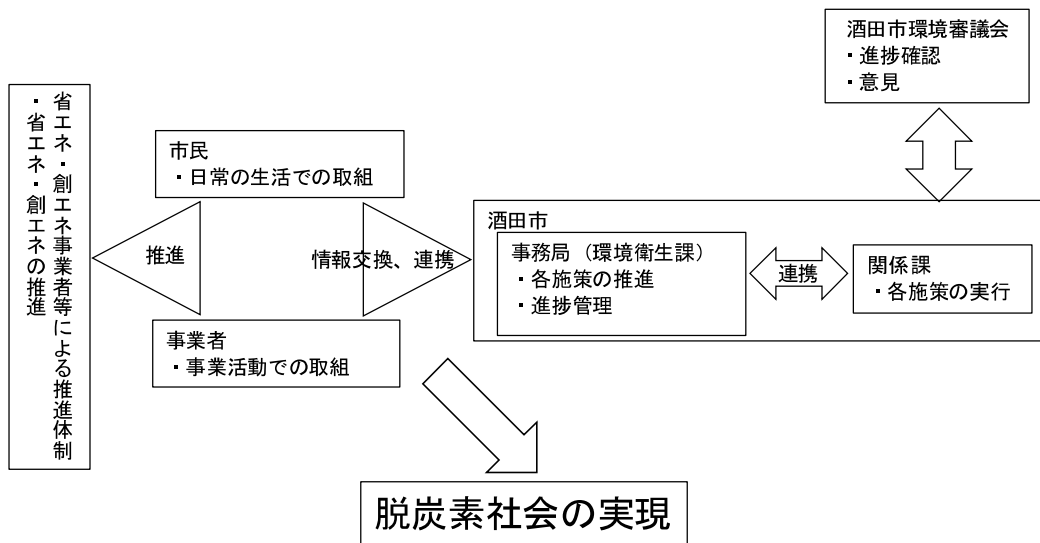 酒田市環境審議会
・進捗確認
・意見
省エネ・創エネ事業者等による推進体制
・省エネ・創エネの推進
市民
・日常の生活での取組
推進
情報交換、連携
事業者
・事業活動での取組
酒田市
事務局（環境衛生課）
・各施策の推進
・進捗管理
連携
関係課
・各施策の実行
脱炭素社会の実現